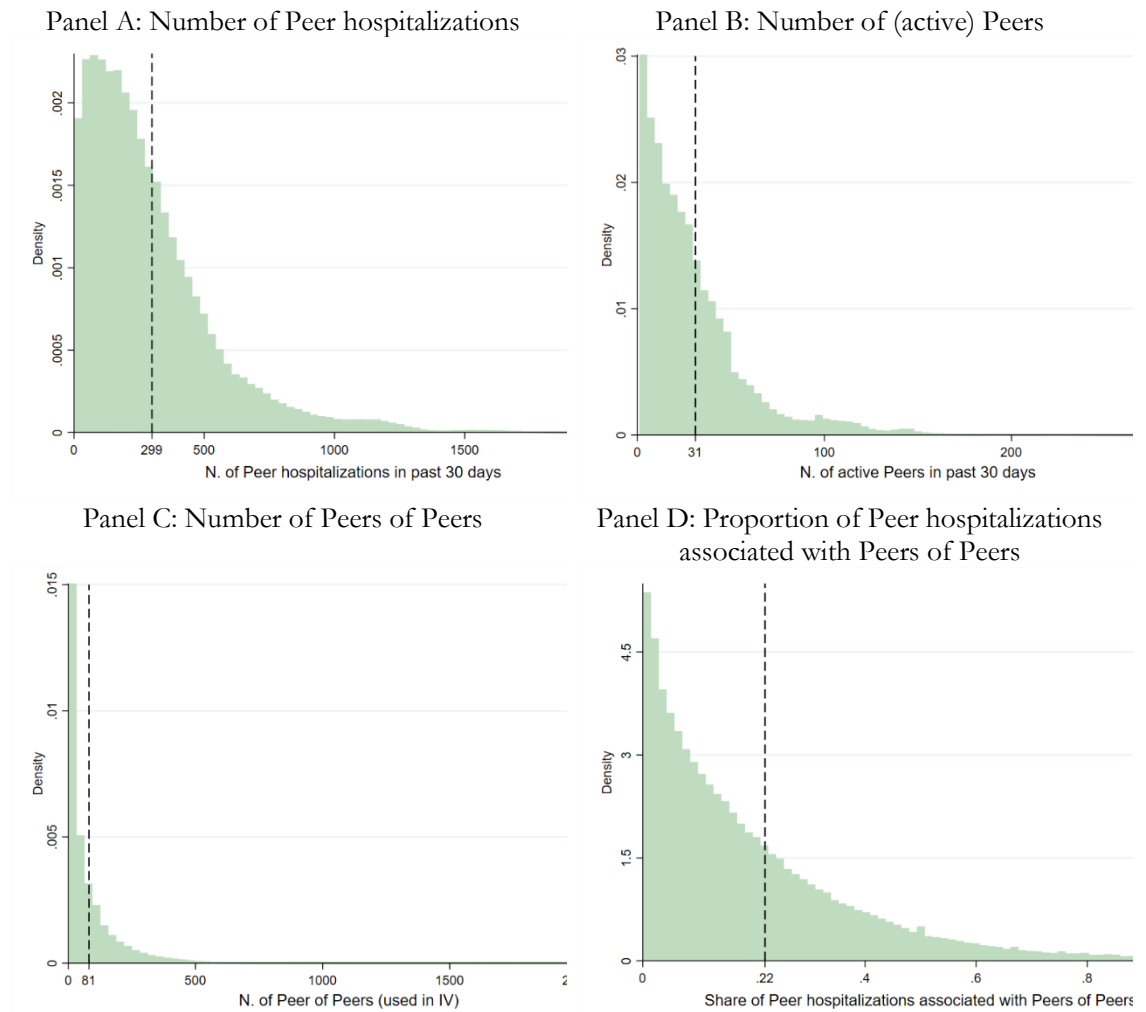 Panel A: Number of Peer hospitalizations
Density
.002
.0015
.001
.0005
0
0 299 500 1000 1500
N. of Peer hospitalizations in past 30 days
Panel B: Number of (active) Peers
Density
.03
.02
.01
0
0 31 100 200
N. of active Peers in past 30 days
Panel C: Number of Peers of Peers
Density
.015
.01
.005
0
0 81 500 1000 1500 2
N. of Peer of Peers (used in IV)
Panel D: Proportion of Peer hospitalizations
associated with Peers of Peers
Density
4.5
3
1.5
0
0 .22 .4 .6 .8
Share of Peer hospitalizations associated with Peers of Peers